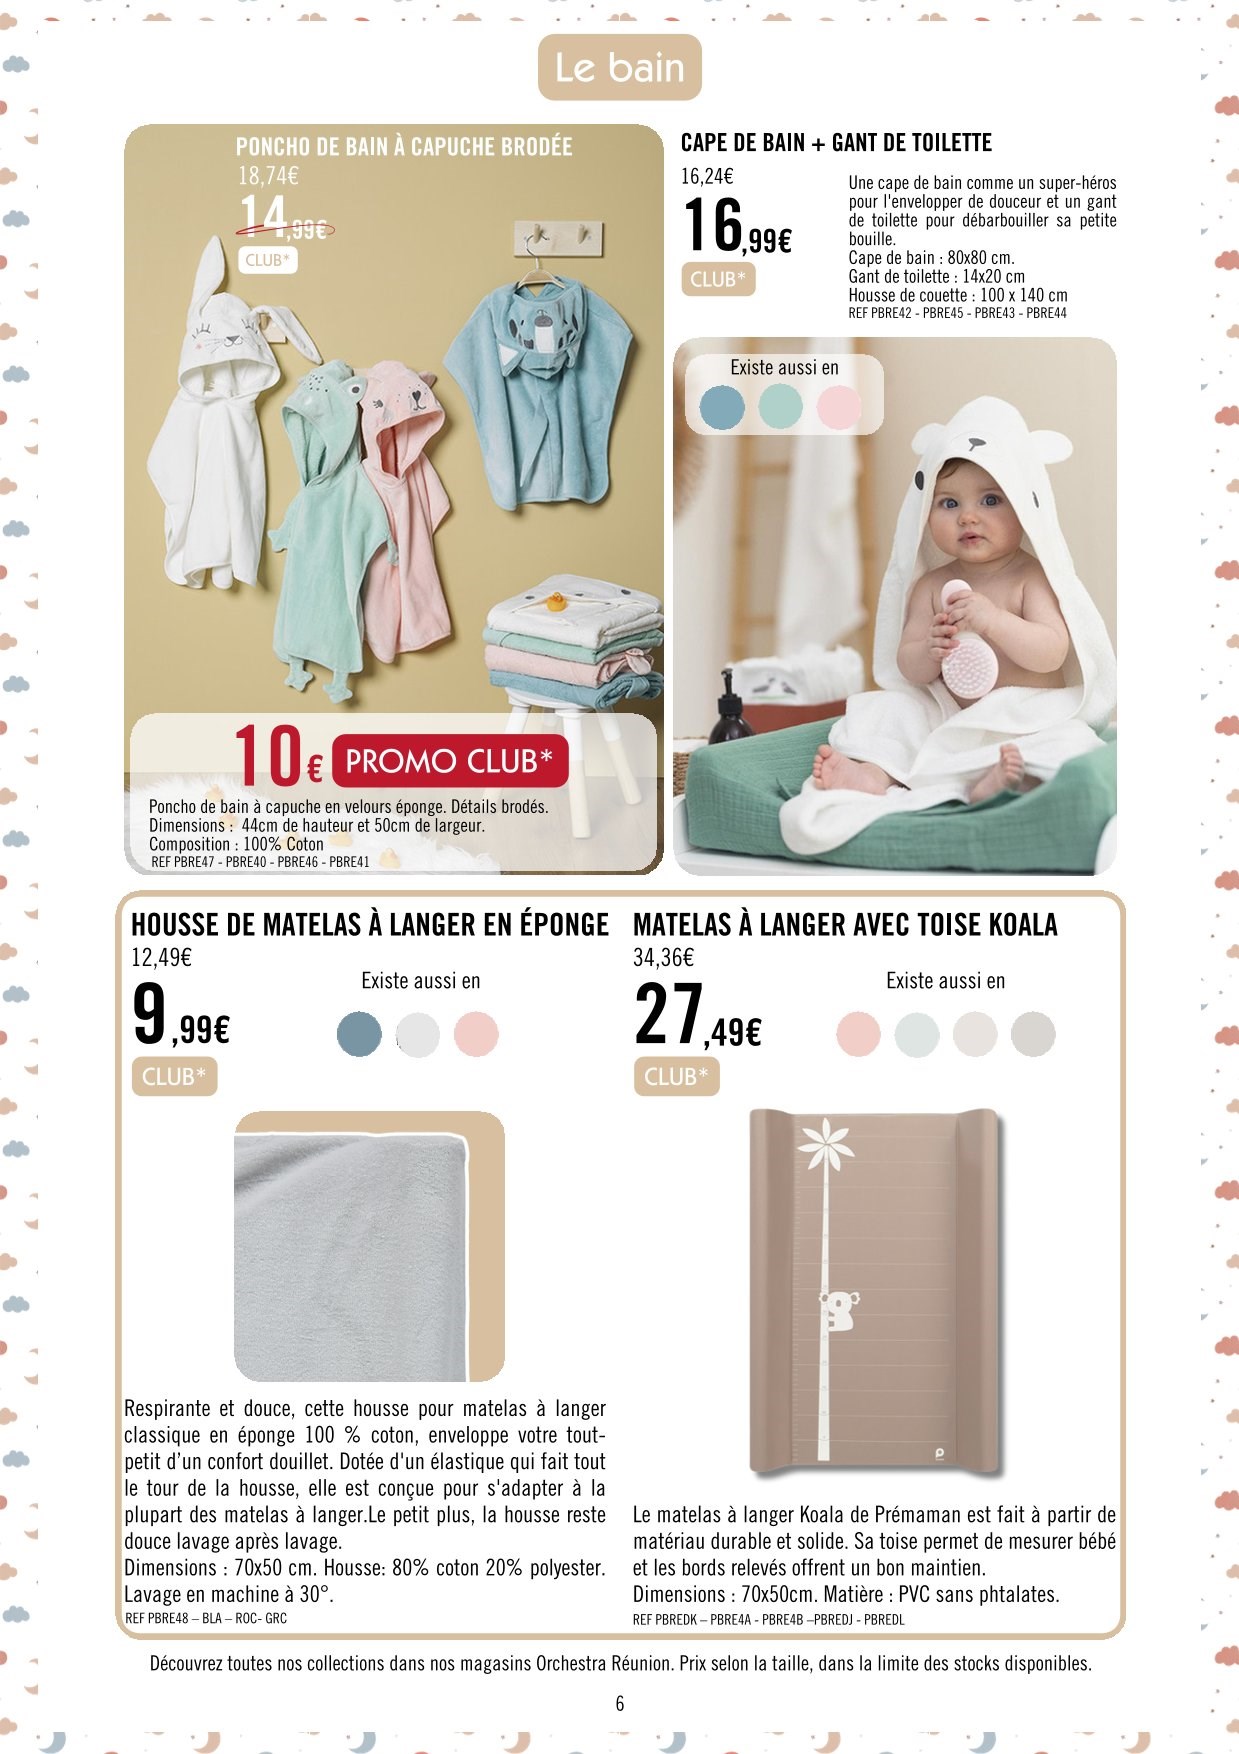 Le bain
PONCHO DE BAIN À CAPUCHE BRODÉE
18,74€
14,99€
CLUB*
10€ PROMO CLUB*
Poncho de bain à capuche en velours éponge. Détails brodés.
Dimensions : 44cm de hauteur et 50cm de largeur.
Composition : 100% Coton
REF PBRE47 - PBRE40 - PBRE46 - PBRE41
CAPE DE BAIN + GANT DE TOILETTE
16,24€
16,99€
CLUB*
Une cape de bain comme un super-héros
pour l'envelopper de douceur et un gant
de toilette pour débarbouiller sa petite
bouille.
Cape de bain : 80x80 cm.
Gant de toilette : 14x20 cm
Housse de couette : 100 x 140 cm
REF PBRE42 - PBRE45 - PBRE43 - PBRE44
Existe aussi en
HOUSSE DE MATELAS À LANGER EN ÉPONGE
12,49€
9,99€
CLUB*
Existe aussi en
Respirante et douce, cette housse pour matelas à langer
classique en éponge 100 % coton, enveloppe votre tout-
petit d’un confort douillet. Dotée d'un élastique qui fait tout
le tour de la housse, elle est conçue pour s'adapter à la
plupart des matelas à langer.Le petit plus, la housse reste
douce lavage après lavage.
Dimensions : 70x50 cm. Housse: 80% coton 20% polyester.
Lavage en machine à 30°.
REF PBRE48 – BLA – ROC- GRC
MATELAS À LANGER AVEC TOISE KOALA
34,36€
27,49€
CLUB*
Existe aussi en
Le matelas à langer Koala de Prémaman est fait à partir de
matériau durable et solide. Sa toise permet de mesurer bébé
et les bords relevés offrent un bon maintien.
Dimensions : 70x50cm. Matière : PVC sans phtalates.
REF PBREDK – PBRE4A - PBRE4B –PBREDJ - PBREDL
Découvrez toutes nos collections dans nos magasins Orchestra Réunion. Prix selon la taille, dans la limite des stocks disponibles.
6